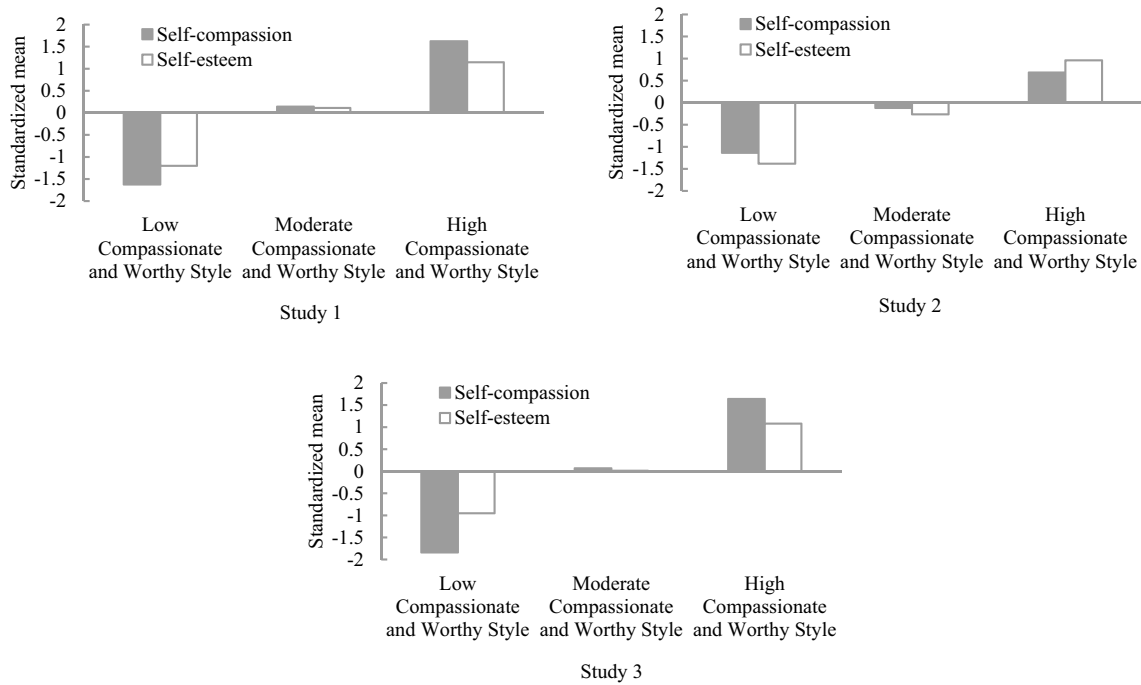 Self-compassion
Self-esteem
Standardized mean
2
1.5
1
0.5
0
-0.5
-1
-1.5
-2
Low Moderate High
Compassionate Compassionate Compassionate
and Worthy Style and Worthy Style and Worthy Style
Study 1
Self-compassion
Self-esteem
Standardized mean
2
1.5
1
0.5
0
-0.5
-1
-1.5
-2
Low Moderate High
Compassionate Compassionate Compassionate
and Worthy Style and Worthy Style and Worthy Style
Study 2
Self-compassion
Self-esteem
Standardized mean
2
1.5
1
0.5
0
-0.5
-1
-1.5
-2
Low Moderate High
Compassionate Compassionate Compassionate
and Worthy Style and Worthy Style and Worthy Style
Study 3